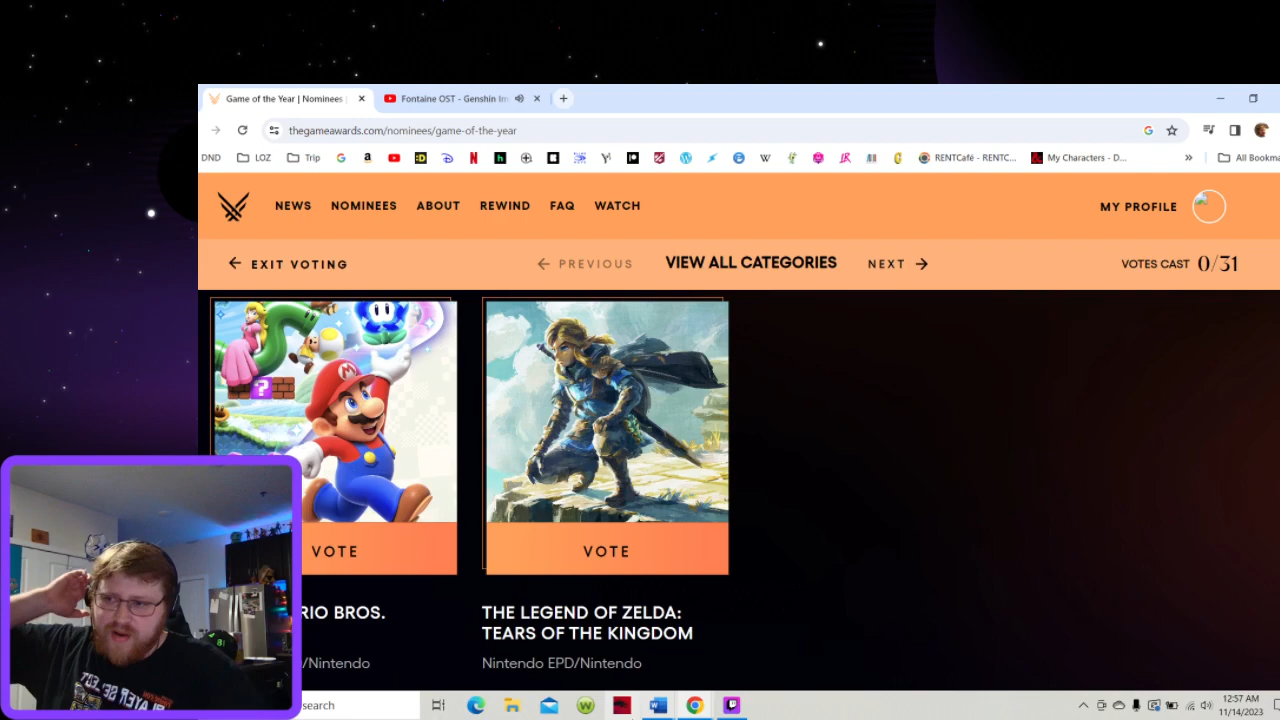 Game of the Year | Nominees
Fontaine OST - Genshin Im
thegameawards.com/nominees/game-of-the-year
DND
LOZ
Trip
RENTCafé - RENTC...
My Characters - D...
»
All Bookma
NEWS
NOMINEES
ABOUT
REWIND
FAQ
WATCH
MY PROFILE
EXIT VOTING
PREVIOUS
VIEW ALL CATEGORIES
NEXT
VOTES CAST 0/31
VOTE
VOTE
RIO BROS.
THE LEGEND OF ZELDA:
TEARS OF THE KINGDOM
/Nintendo
Nintendo EPD/Nintendo
search
12:57 AM
11/14/2023